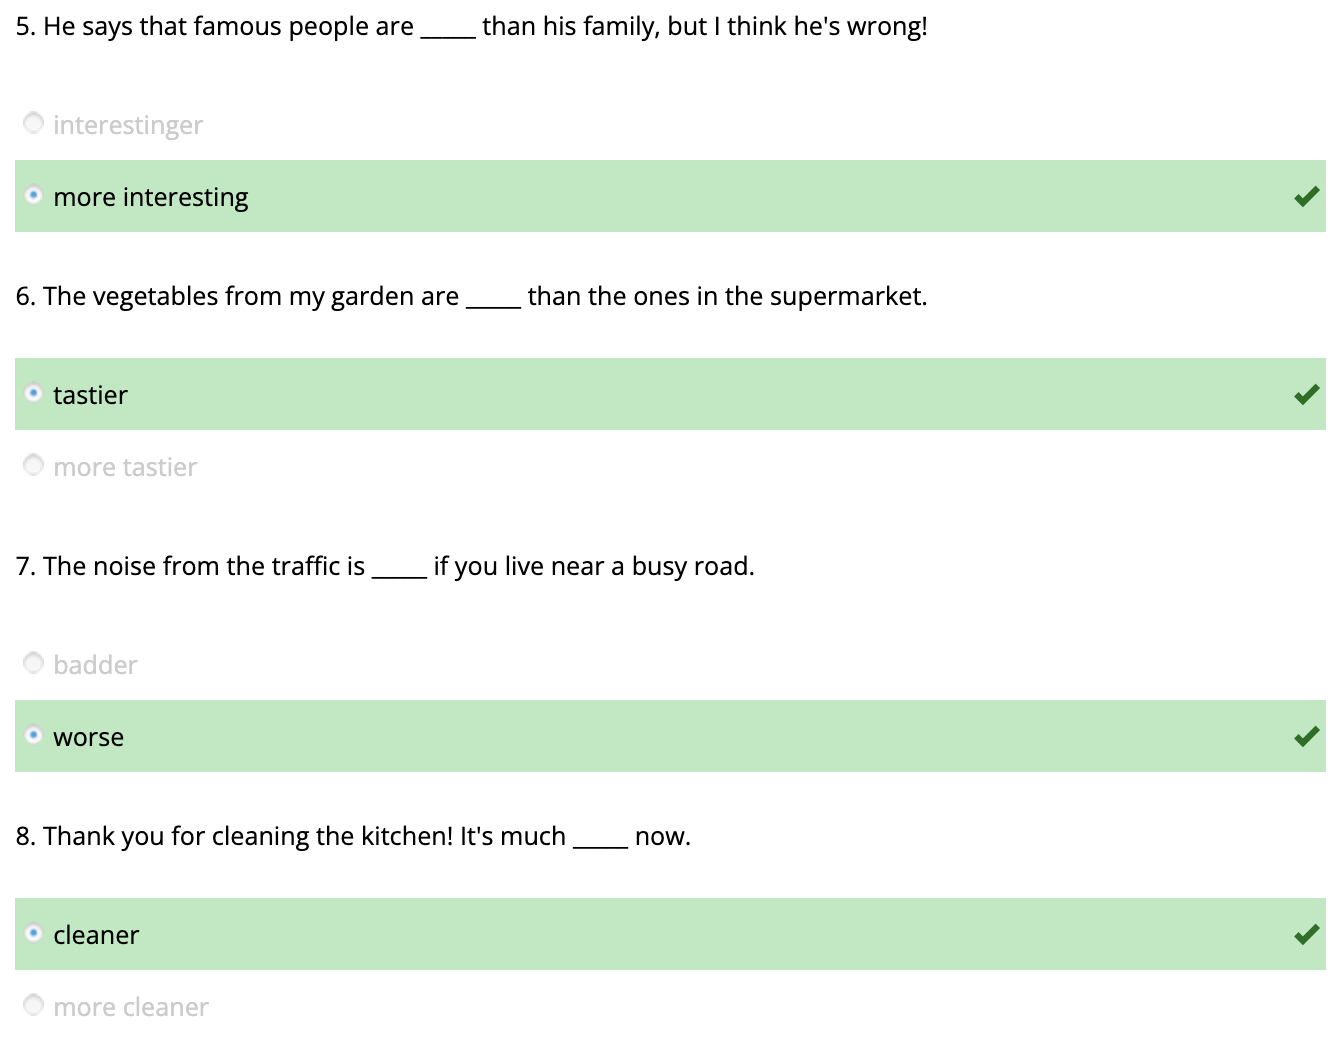 5. He says that famous people are _____ than his family, but I think he's wrong!
interestinger
more interesting
6. The vegetables from my garden are _____ than the ones in the supermarket.
tastier
more tastier
7. The noise from the traffic is _____ if you live near a busy road.
badder
worse
8. Thank you for cleaning the kitchen! It's much _____ now.
cleaner
more cleaner